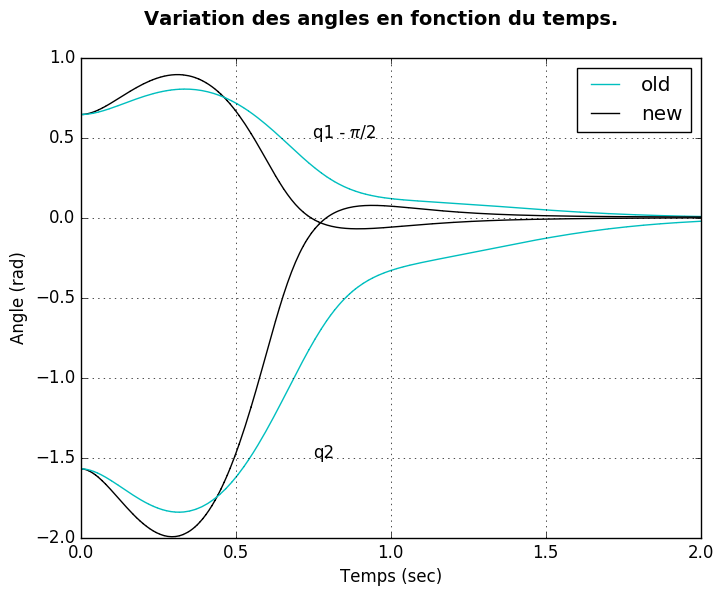 Variation des angles en fonction du temps.
1.0
0.5
0.0
−0.5
−1.0
−1.5
−2.0
Angle (rad)
old
new
q1 - π/2
q2
0.0 0.5 1.0 1.5 2.0
Temps (sec)